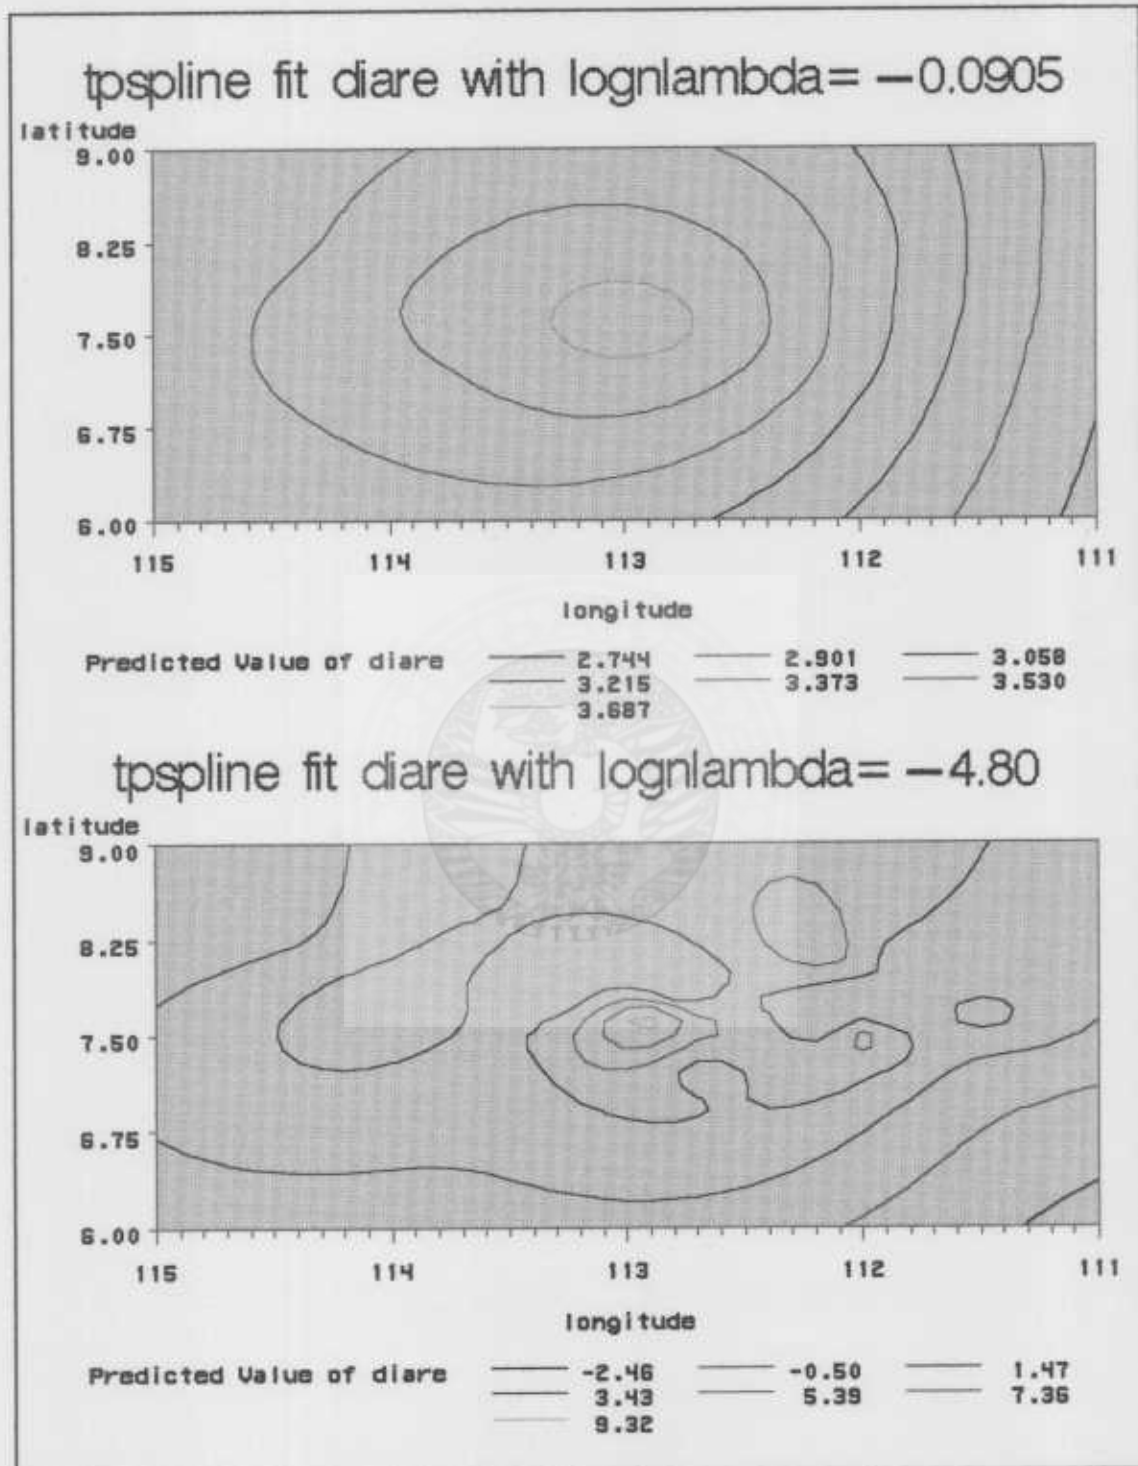 tpspline fit diare with lognlambda= −0.0905
latitude
9.00
8.25
7.50
6.75
6.00
115 114 113 112 111
longitude
Predicted Value of diare 2.744 2.901 3.058
3.215 3.373 3.530
3.687
tpspline fit diare with lognlambda= −4.80
latitude
9.00
8.25
7.50
6.75
6.00
115 114 113 112 111
longitude
Predicted Value of diare -2.46 -0.50 1.47
3.43 5.39 7.36
9.32